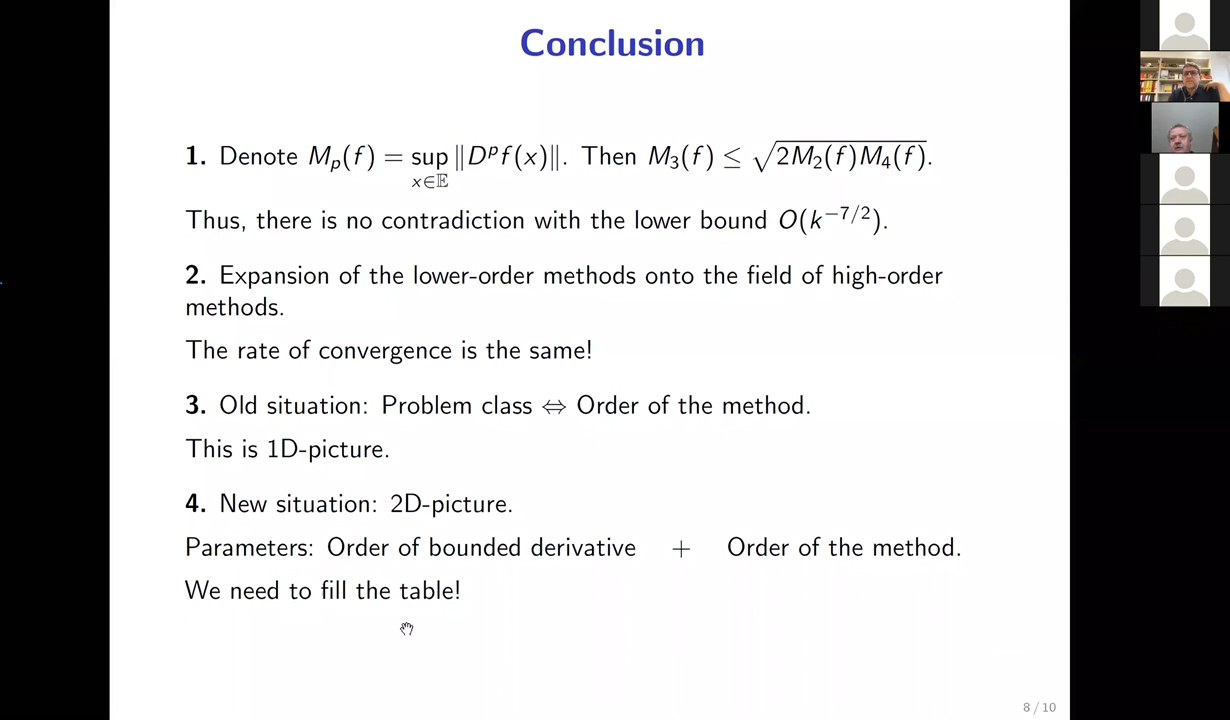 Conclusion
1. Denote M_p(f) = sup_{x∈𝔼} ‖D^p f(x)‖. Then M_3(f) ≤ √(2M_2(f)M_4(f)).
Thus, there is no contradiction with the lower bound O(k^{−7/2}).
2. Expansion of the lower-order methods onto the field of high-order
methods.
The rate of convergence is the same!
3. Old situation: Problem class ⇔ Order of the method.
This is 1D-picture.
4. New situation: 2D-picture.
Parameters: Order of bounded derivative + Order of the method.
We need to fill the table!
8 / 10